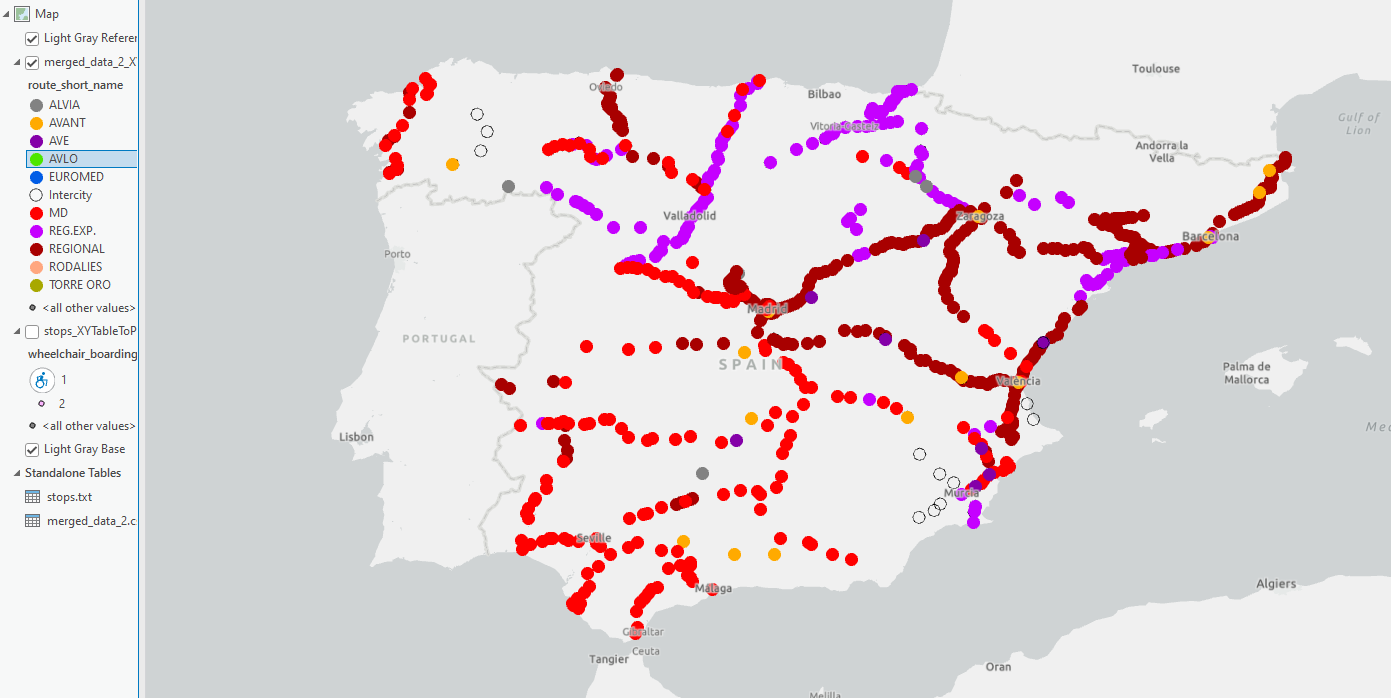 Map
Light Gray Referer
merged_data_2_X
route_short_name
ALVIA
AVANT
AVE
AVLO
EUROMED
Intercity
MD
REG.EXP.
REGIONAL
RODALIES
TORRE ORO
<all other values>
stops_XYTableToP
wheelchair_boarding
1
2
<all other values>
Light Gray Base
Standalone Tables
stops.txt
merged_data_2.c
Toulouse
Oviedo
Bilbao
Gulf of
Lion
Vitoria-Gasteiz
Andorra la
Vella
Valladolid
Zaragoza
Barcelona
Porto
Madrid
PORTUGAL
SPAIN
Palma de
Mallorca
Valencia
Lisbon
Me
Murcia
Seville
Malaga
Algiers
Gibraltar
Ceuta
Tangier
Oran
Melilla